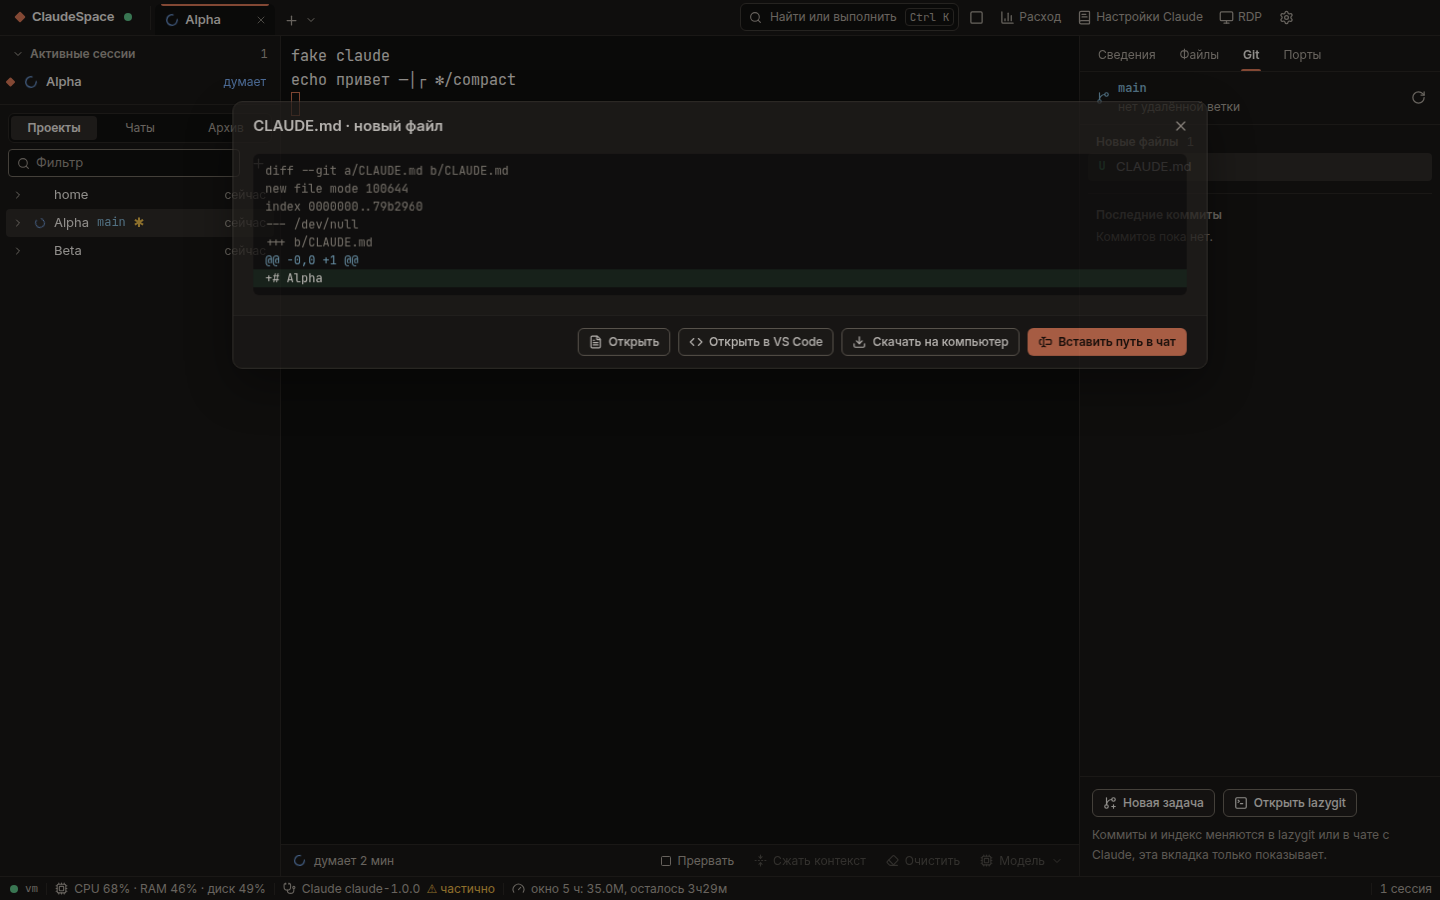 ClaudeSpace
Alpha
Найти или выполнить Ctrl K
Расход
Настройки Claude
RDP
Активные сессии 1
Alpha думает
Проекты Чаты Архив
Фильтр
home сейчас
Alpha main сейчас
Beta сейчас
fake claude
echo привет ─│┌ ✻/compact
Сведения Файлы Git Порты
main
нет удалённой ветки
Новые файлы 1
U CLAUDE.md
Последние коммиты
Коммитов пока нет.
CLAUDE.md · новый файл
diff --git a/CLAUDE.md b/CLAUDE.md
new file mode 100644
index 0000000..79b2960
--- /dev/null
+++ b/CLAUDE.md
@@ -0,0 +1 @@
+# Alpha
Открыть Открыть в VS Code Скачать на компьютер Вставить путь в чат
Новая задача Открыть lazygit
Коммиты и индекс меняются в lazygit или в чате с
Claude, эта вкладка только показывает.
думает 2 мин Прервать Сжать контекст Очистить Модель
vm CPU 68% · RAM 46% · диск 49% Claude claude-1.0.0 ⚠ частично окно 5 ч: 35.0M, осталось 3ч29м 1 сессия